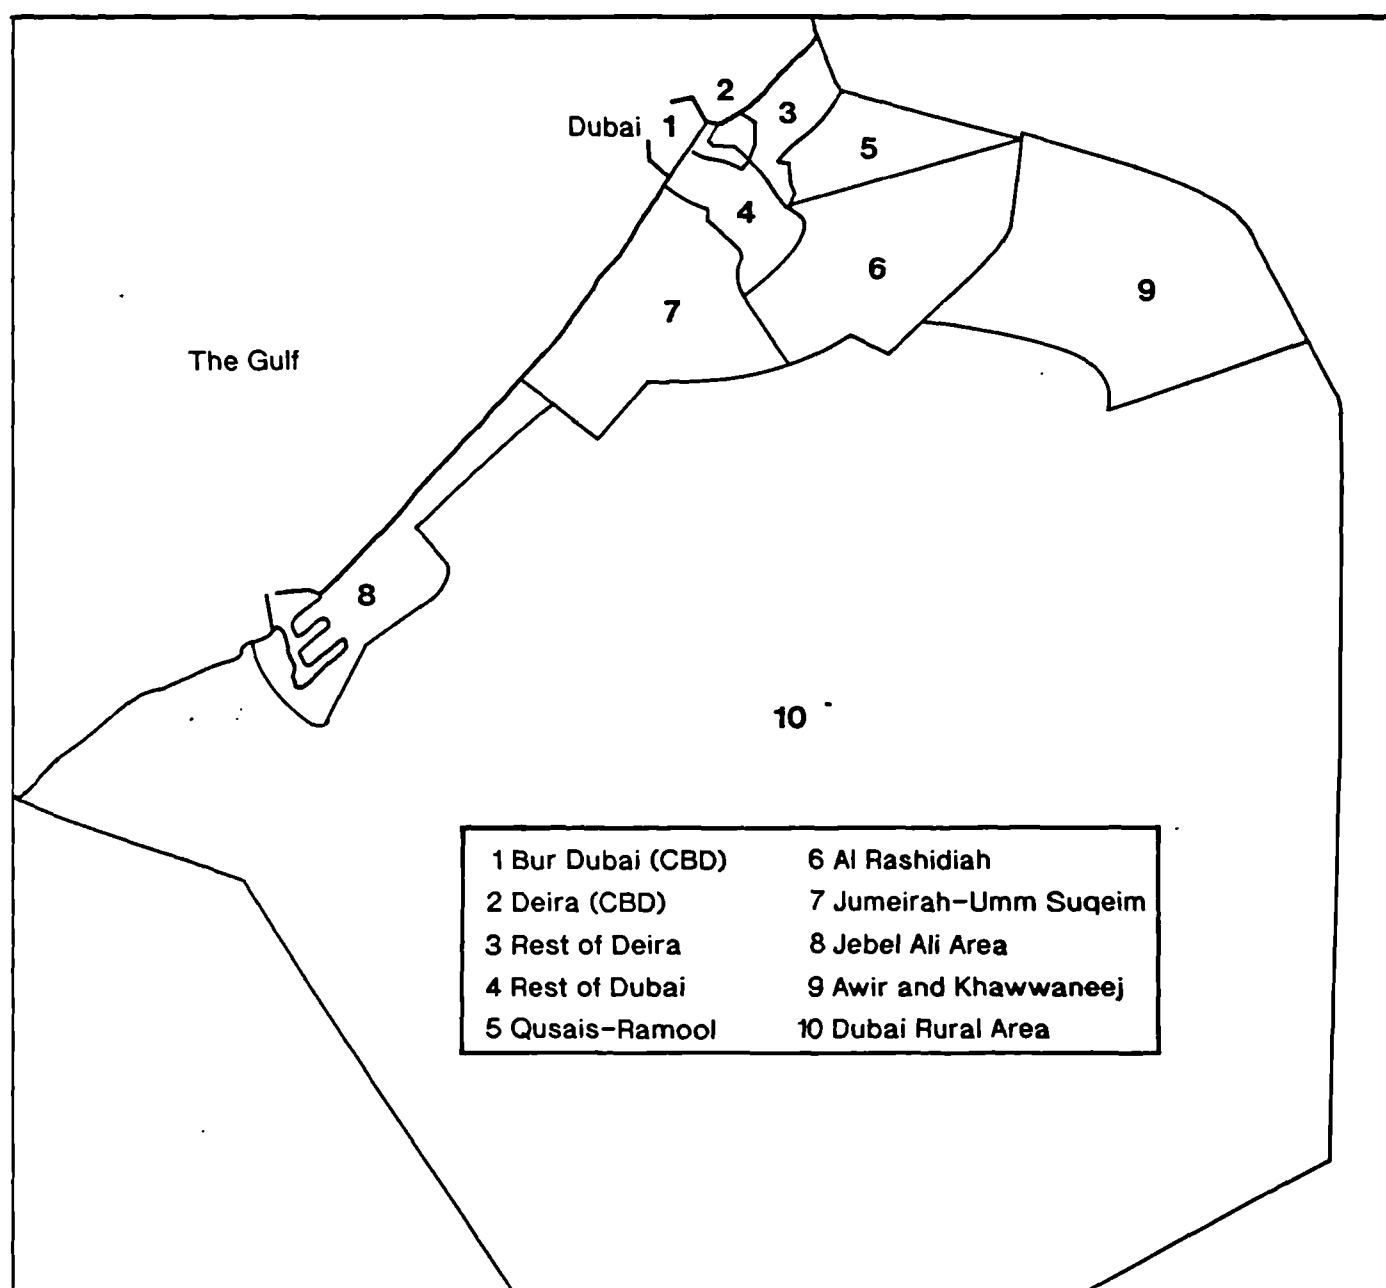 2
3
Dubai 1
5
4
6
9
7
The Gulf
8
10
1 Bur Dubai (CBD)
2 Deira (CBD)
3 Rest of Deira
4 Rest of Dubai
5 Qusais-Ramool
6 Al Rashidiah
7 Jumeirah-Umm Suqeim
8 Jebel Ali Area
9 Awir and Khawwaneej
10 Dubai Rural Area